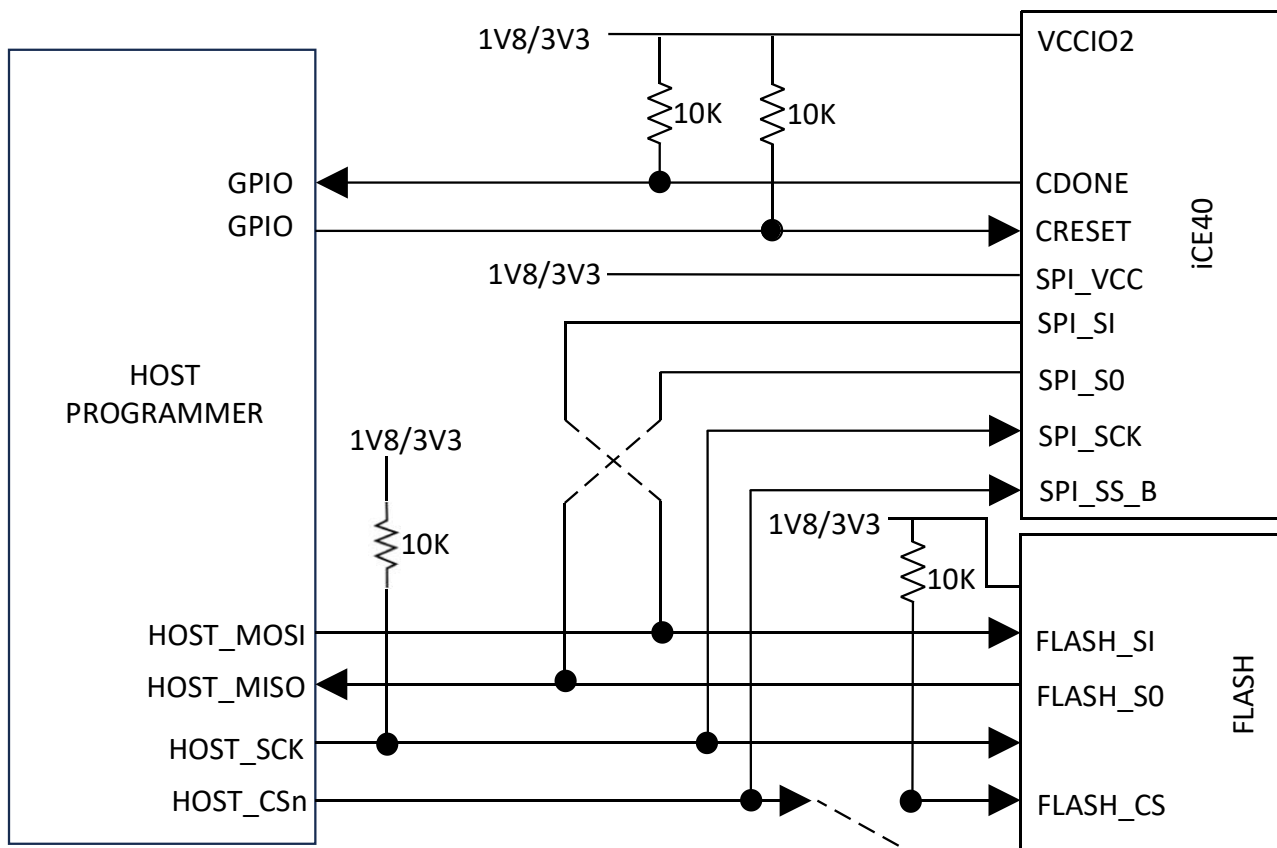 1V8/3V3
VCCIO2
10K
10K
GPIO
CDONE
GPIO
CRESET
iCE40
1V8/3V3
SPI_VCC
SPI_SI
HOST
PROGRAMMER
SPI_S0
1V8/3V3
SPI_SCK
SPI_SS_B
1V8/3V3
10K
10K
HOST_MOSI
FLASH_SI
HOST_MISO
FLASH_S0
FLASH
HOST_SCK
HOST_CSn
FLASH_CS